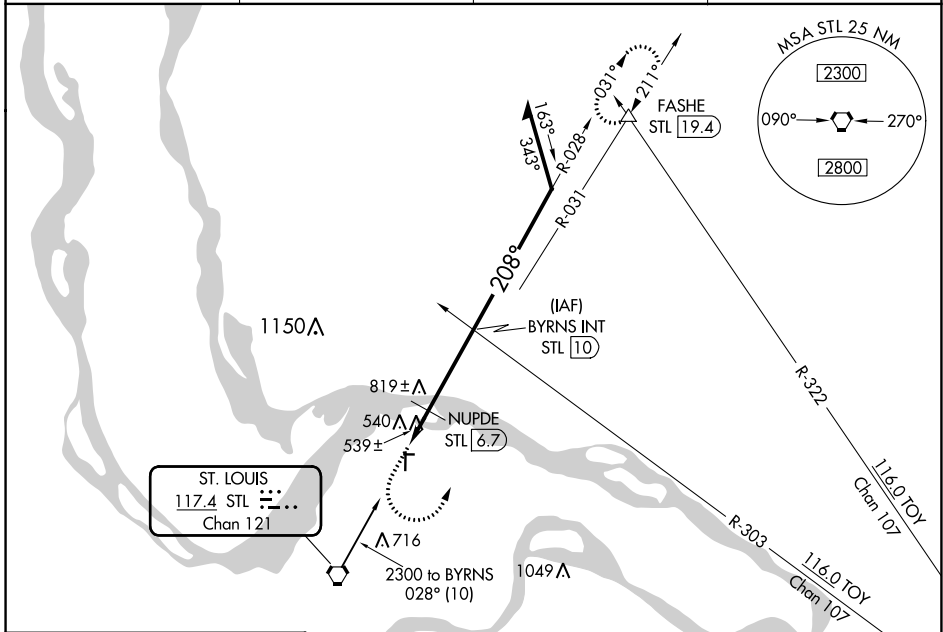 MSA STL 25 NM
2300
090°
270°
2800
031°
211°
FASHE
STL 19.4
163°
343°
R-028
R-031
208°
(IAF)
BYRNS INT
STL 10
1150
R-322
819±
540
NUPDE
STL 6.7
539±
116.0 TOY
Chan 107
ST. LOUIS
117.4 STL
Chan 121
R-303
716
1049
2300 to BYRNS
028° (10)
116.0 TOY
Chan 107